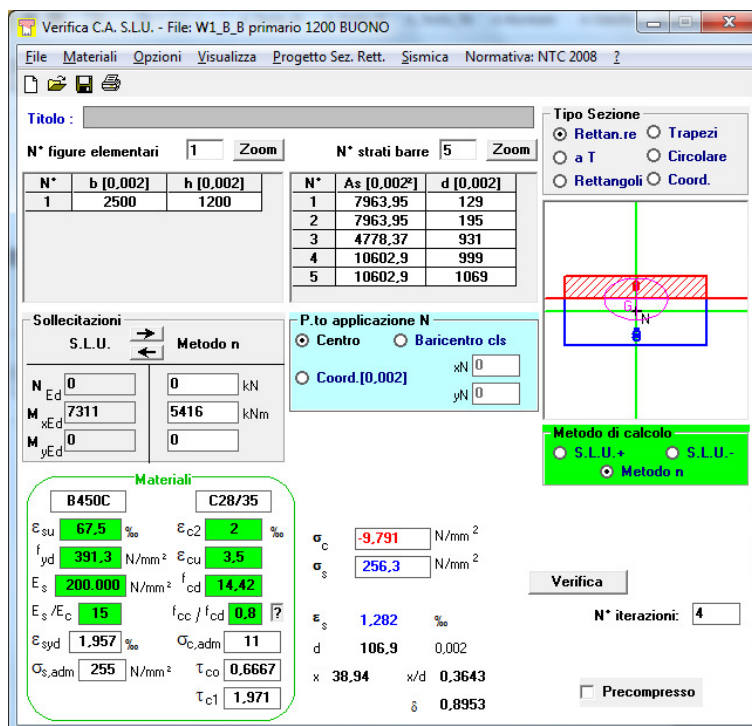 Verifica C.A. S.L.U. - File: W1_B_B primario 1200 BUONO
File Materiali Opzioni Visualizza Progetto Sez. Rett. Sismica Normativa: NTC 2008 ?
Titolo :
N° figure elementari 1 Zoom N° strati barre 5 Zoom
N° b [0,002] h [0,002]
1 2500 1200
N° As [0,002²] d [0,002]
1 7963,95 129
2 7963,95 195
3 4778,37 931
4 10602,9 999
5 10602,9 1069
Tipo Sezione
Rettan.re Trapezi
a T Circolare
Rettangoli Coord.
G
N
Sollecitazioni
S.L.U. Metodo n
N Ed 0 0 kN
M xEd 7311 5416 kNm
M yEd 0 0
P.to applicazione N
Centro Baricentro cls
Coord.[0,002] xN 0
yN 0
Metodo di calcolo
S.L.U.+ S.L.U.-
Metodo n
Materiali
B450C C28/35
εsu 67,5 ‰ εc2 2 ‰
fyd 391,3 N/mm² εcu 3,5
Es 200.000 N/mm² fcd 14,42
Es/Ec 15 fcc / fcd 0,8 ?
εsyd 1,957 ‰ σc,adm 11
σs,adm 255 N/mm² τco 0,6667
τc1 1,971
σc -9,791 N/mm²
σs 256,3 N/mm²
εs 1,282 ‰
d 106,9 0,002
x 38,94 x/d 0,3643
δ 0,8953
Verifica
N° iterazioni: 4
Precompresso